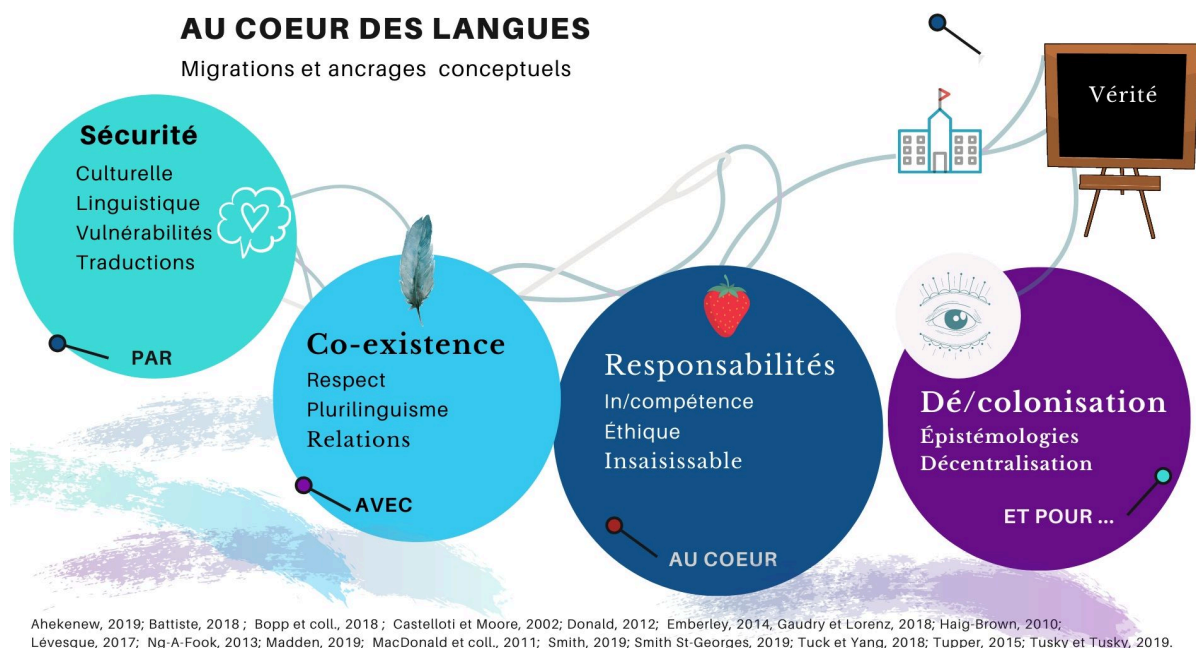 AU COEUR DES LANGUES
Migrations et ancrages conceptuels
Vérité
Sécurité
Culturelle
Linguistique
Vulnérabilités
Traductions
PAR
Co-existence
Respect
Plurilinguisme
Relations
AVEC
Responsabilités
In/compétence
Éthique
Insaisissable
AU COEUR
Dé/colonisation
Épistémologies
Décentralisation
ET POUR ...
Ahekenew, 2019; Battiste, 2018 ; Bopp et coll., 2018 ; Castelloti et Moore, 2002; Donald, 2012; Emberley, 2014, Gaudry et Lorenz, 2018; Haig-Brown, 2010;
Lévesque, 2017; Ng-A-Fook, 2013; Madden, 2019; MacDonald et coll., 2011; Smith, 2019; Smith St-Georges, 2019; Tuck et Yang, 2018; Tupper, 2015; Tusky et Tusky, 2019.